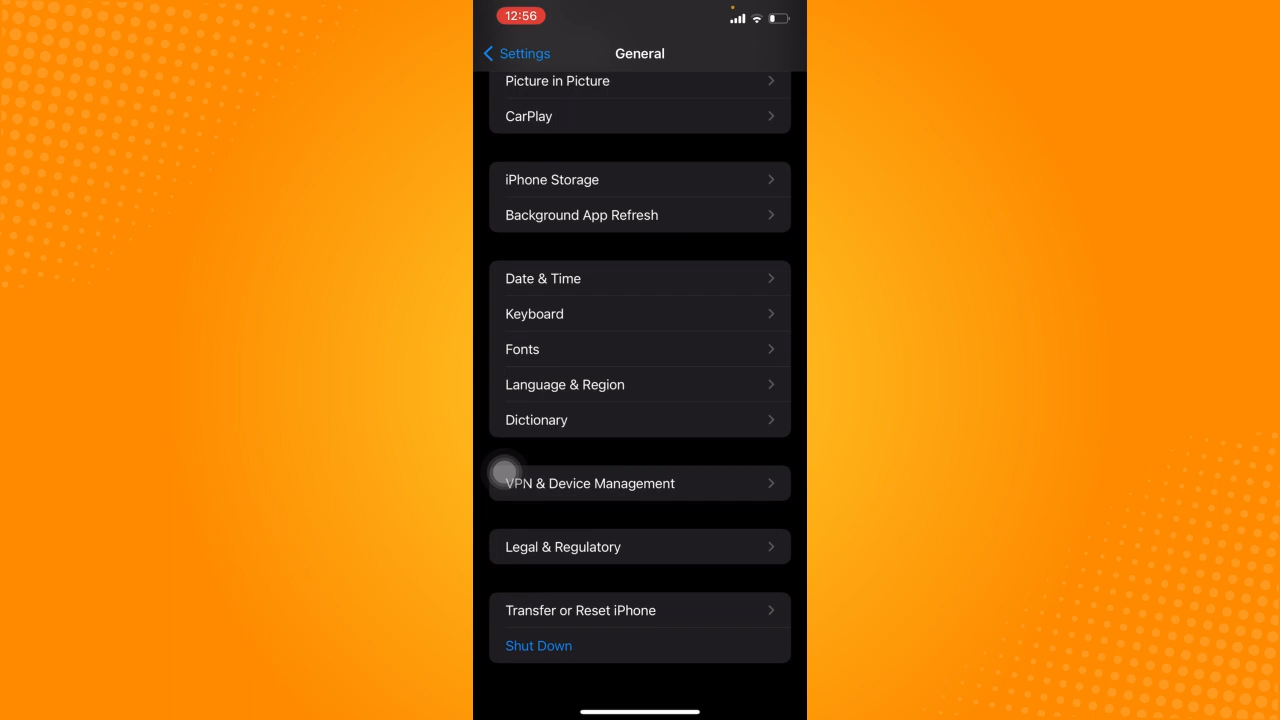 12:56
Settings
General
Picture in Picture
CarPlay
iPhone Storage
Background App Refresh
Date & Time
Keyboard
Fonts
Language & Region
Dictionary
VPN & Device Management
Legal & Regulatory
Transfer or Reset iPhone
Shut Down